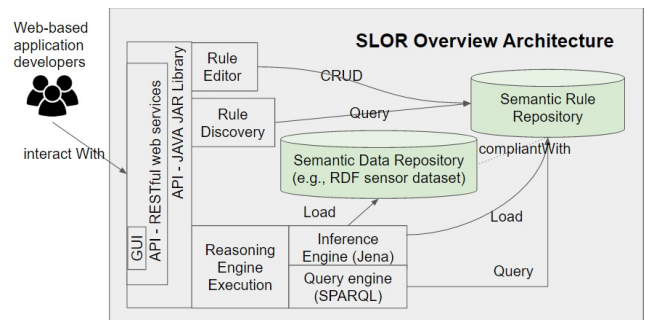 Web-based
application
developers
interact With
SLOR Overview Architecture
GUI
API - RESTful web services
API - JAVA JAR Library
Rule
Editor
CRUD
Rule
Discovery
Query
Semantic Rule
Repository
Semantic Data Repository
(e.g., RDF sensor dataset)
compliantWith
Load
Load
Reasoning
Engine
Execution
Inference
Engine (Jena)
Query engine
(SPARQL)
Query